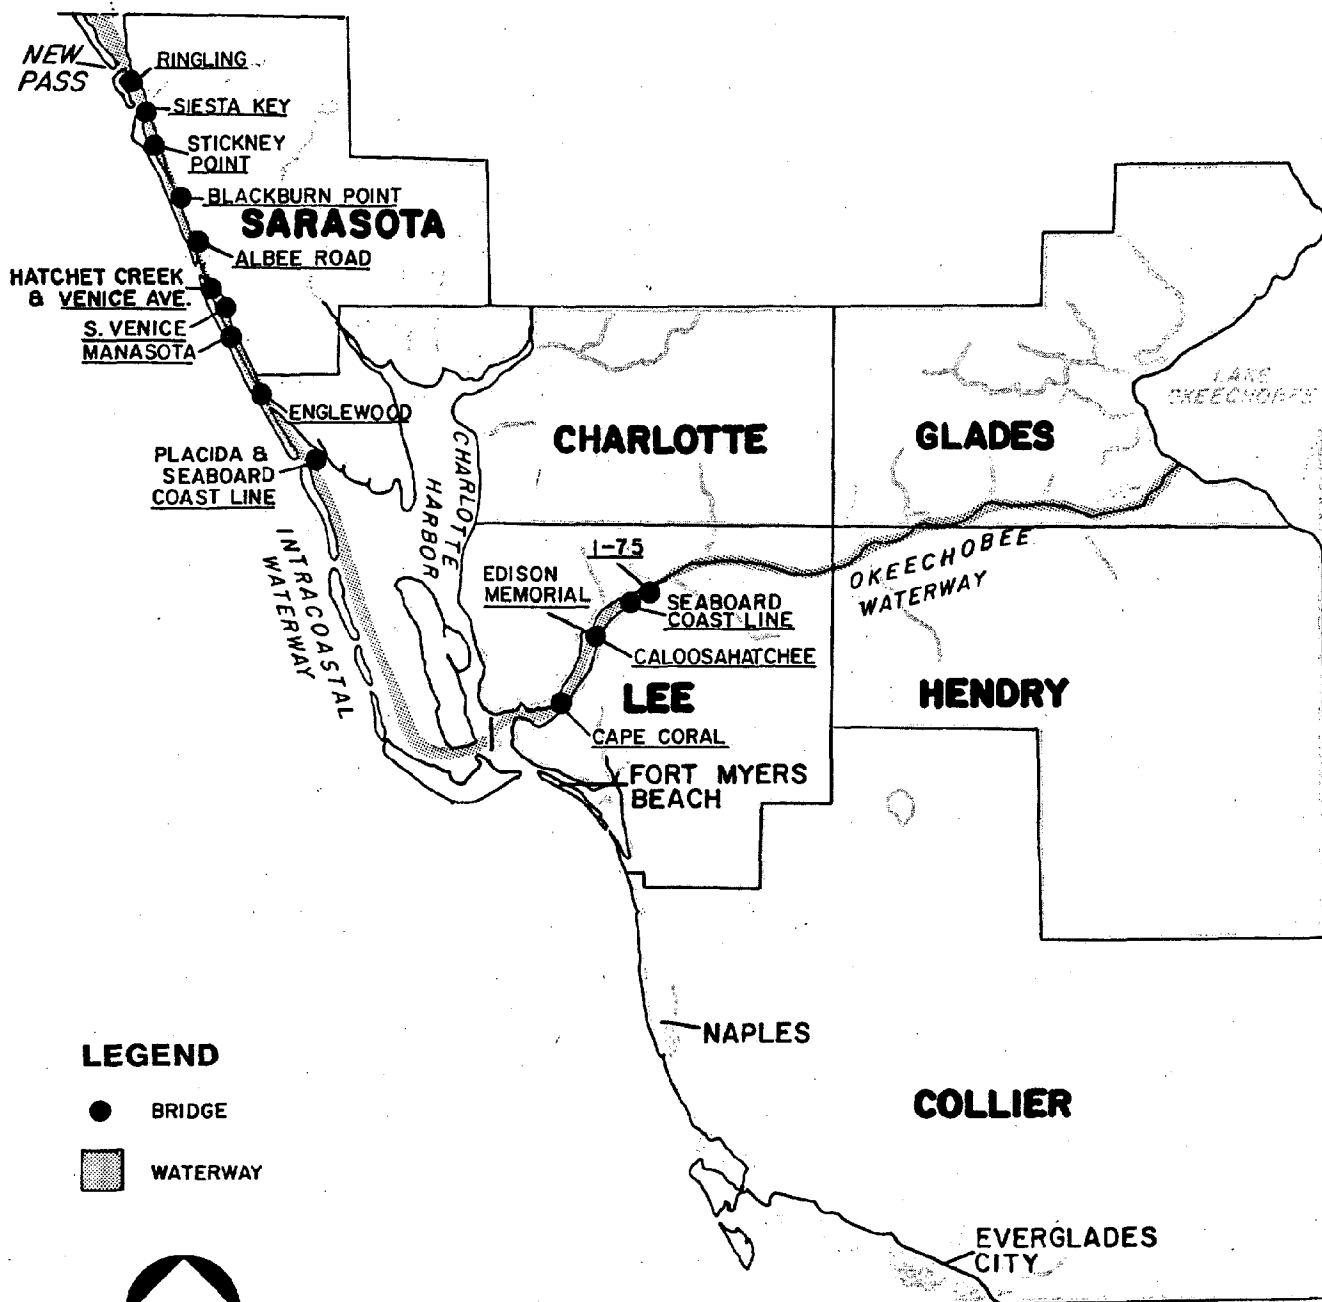 NEW
PASS
RINGLING
SIESTA KEY
STICKNEY
POINT
BLACKBURN POINT
SARASOTA
ALBEE ROAD
HATCHET CREEK
& VENICE AVE.
S. VENICE
MANASOTA
ENGLEWOOD
PLACIDA &
SEABOARD
COAST LINE
CHARLOTTE
HARBOR
INTRACOASTAL
WATERWAY
CHARLOTTE
GLADES
LAKE
OKEECHOBEE
I-75
EDISON
MEMORIAL
SEABOARD
COAST LINE
CALOOSAHATCHEE
OKEECHOBEE
WATERWAY
LEE
HENDRY
CAPE CORAL
FORT MYERS
BEACH
NAPLES
COLLIER
EVERGLADES
CITY
LEGEND
BRIDGE
WATERWAY